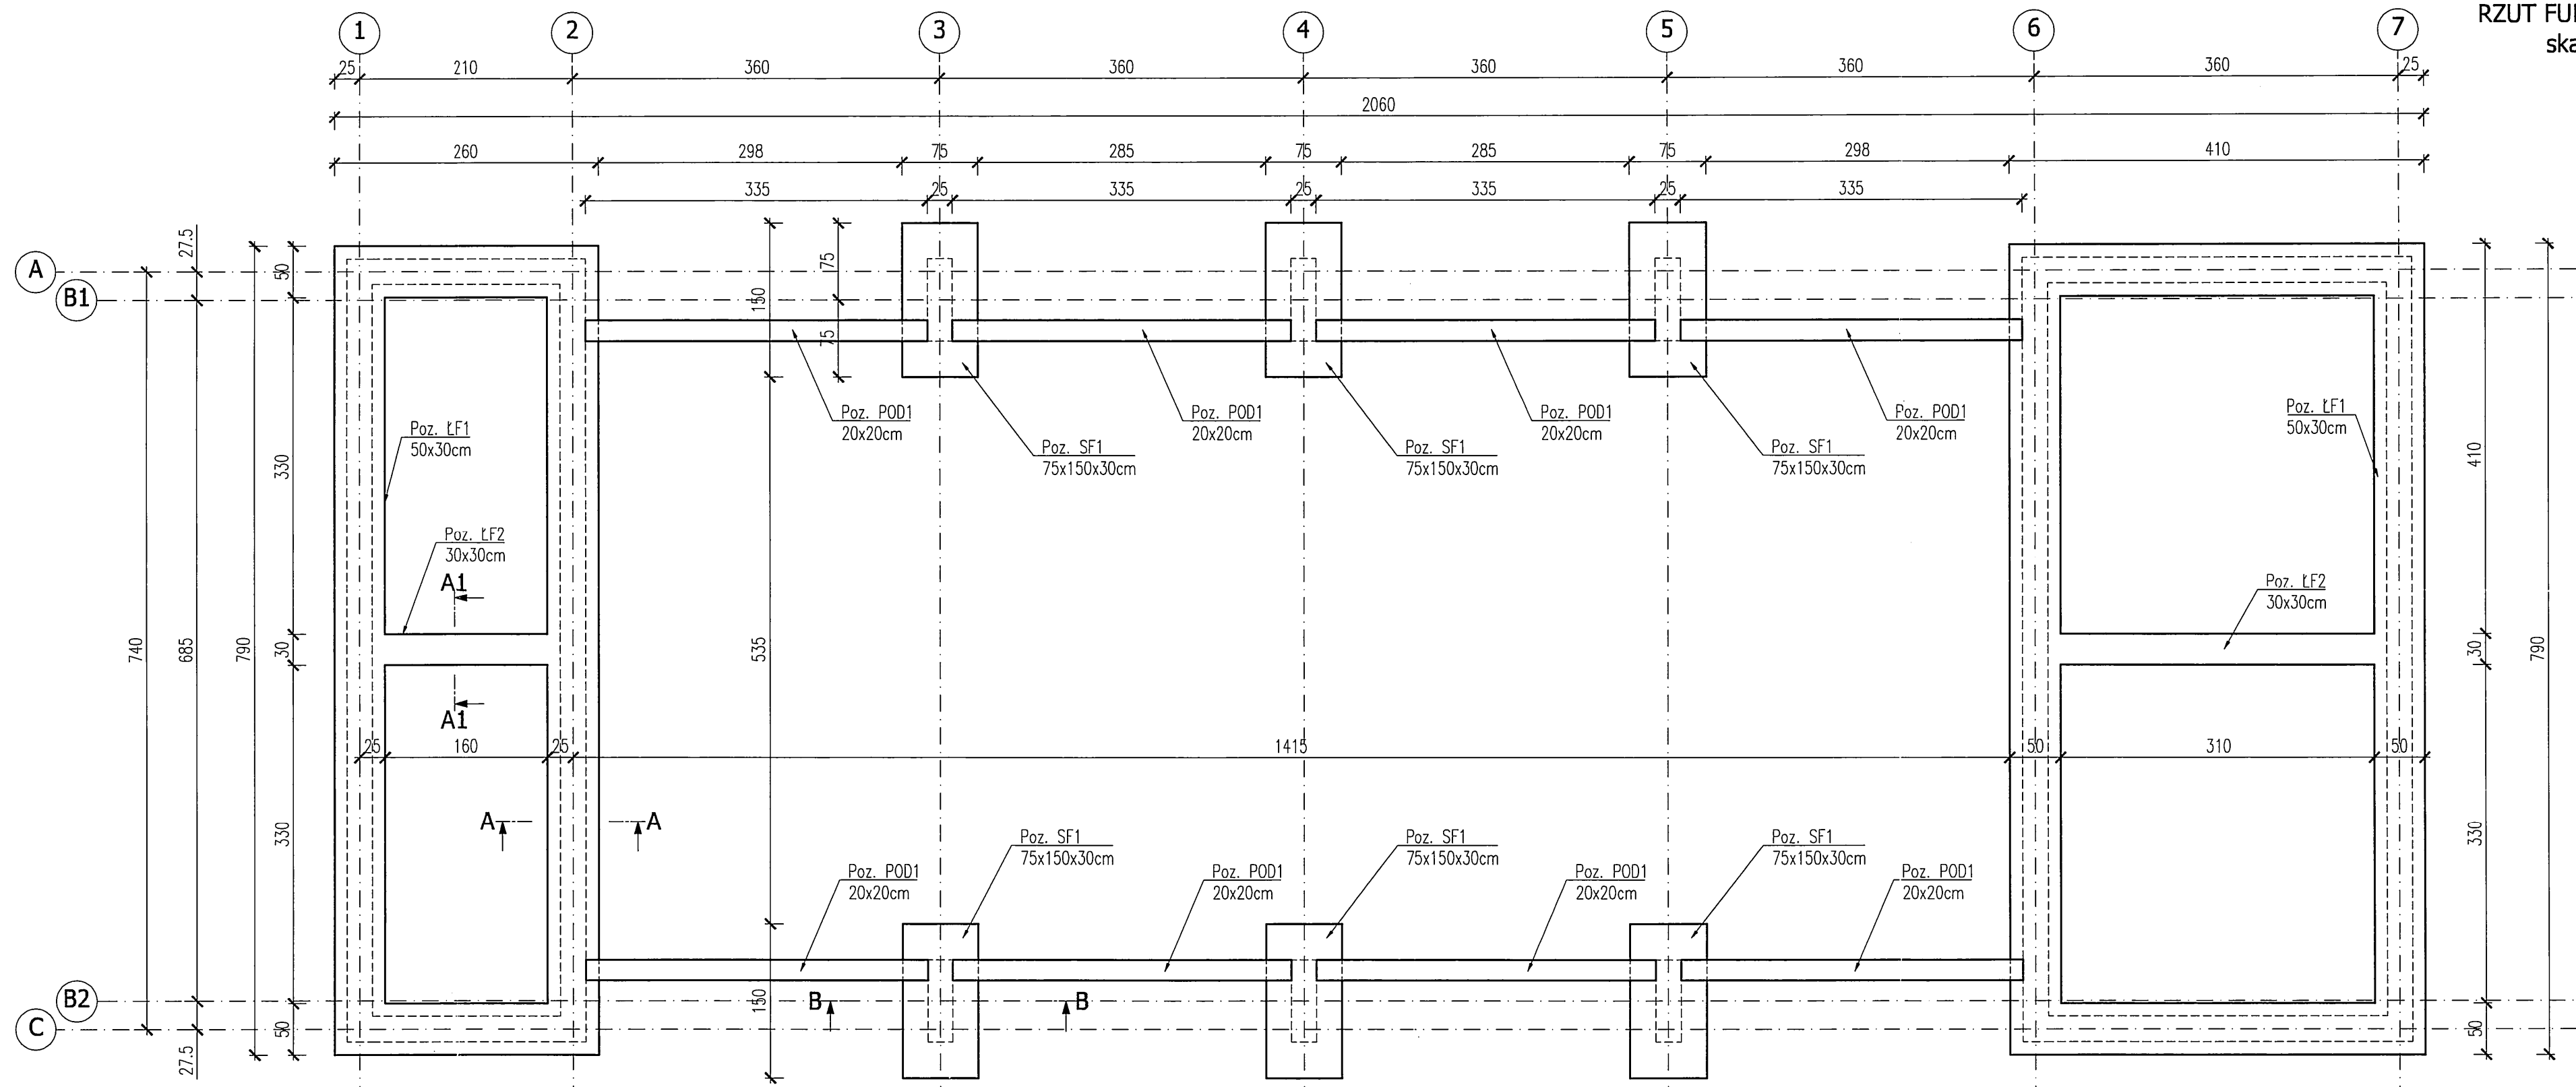 1 2 3 4 5 6 7
RZUT FU
ska
25 210 360 360 360 360 360 25
2060
260 298 75 285 75 285 75 298 410
335 25 335 25 335 25 335
A
B1
27.5
50
75
150
75
Poz. POD1
20x20cm
Poz. POD1
20x20cm
Poz. POD1
20x20cm
Poz. POD1
20x20cm
Poz. ŁF1
50x30cm
Poz. ŁF1
50x30cm
Poz. SF1
75x150x30cm
Poz. SF1
75x150x30cm
Poz. SF1
75x150x30cm
330
410
Poz. ŁF2
30x30cm
A1
Poz. ŁF2
30x30cm
740
685
790
30
535
30
790
A1
25 160 25 1415 50 310 50
A A
330
330
Poz. SF1
75x150x30cm
Poz. SF1
75x150x30cm
Poz. SF1
75x150x30cm
Poz. POD1
20x20cm
Poz. POD1
20x20cm
Poz. POD1
20x20cm
Poz. POD1
20x20cm
B2
C
B B
150
50
50
27.5